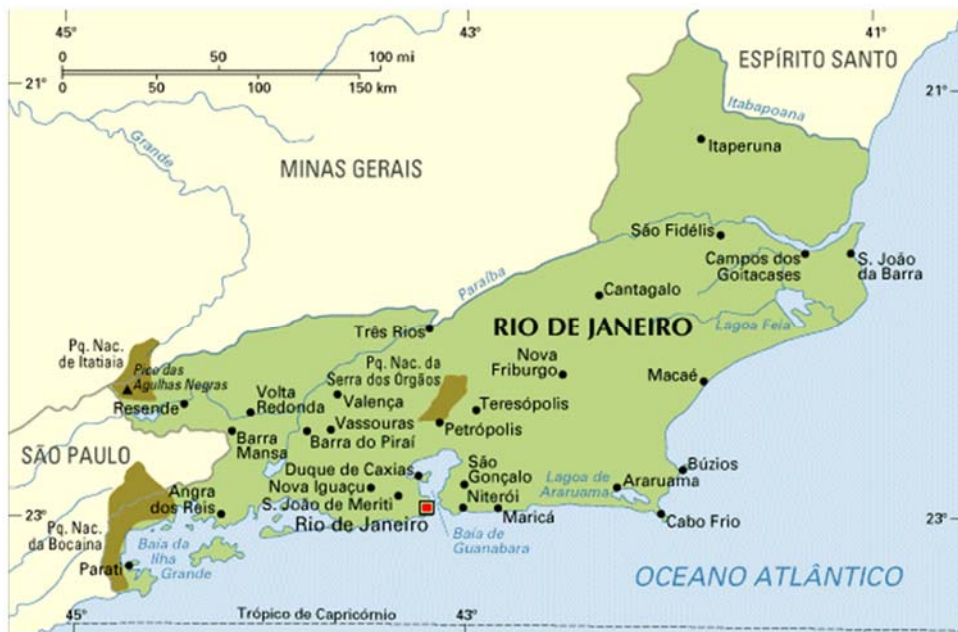 45°
43°
41°
0 50 100 mi
0 50 100 150 km
21°
21°
ESPÍRITO SANTO
Itabapoana
Grande
MINAS GERAIS
Itaperuna
São Fidélis
Campos dos
Goitacases
S. João
da Barra
Paraíba
Cantagalo
Três Rios
RIO DE JANEIRO
Lagoa Feia
Pq. Nac.
de Itatiaia
Pico das
Agulhas Negras
Pq. Nac. da
Serra dos Órgãos
Nova
Friburgo
Macaé
Resende
Volta
Redonda
Valença
Teresópolis
Vassouras
Petrópolis
Barra
Mansa
Barra do Piraí
SÃO PAULO
Duque de Caxias
São
Gonçalo
Lagoa de
Araruama
Araruama
Búzios
Angra
dos Reis
Nova Iguaçu
S. João de Meriti
Niterói
Rio de Janeiro
Maricá
Cabo Frio
23°
23°
Pq. Nac.
da Bocaina
Baía da
Ilha
Grande
Baía de
Guanabara
Parati
OCEANO ATLÂNTICO
Trópico de Capricórnio
45°
43°